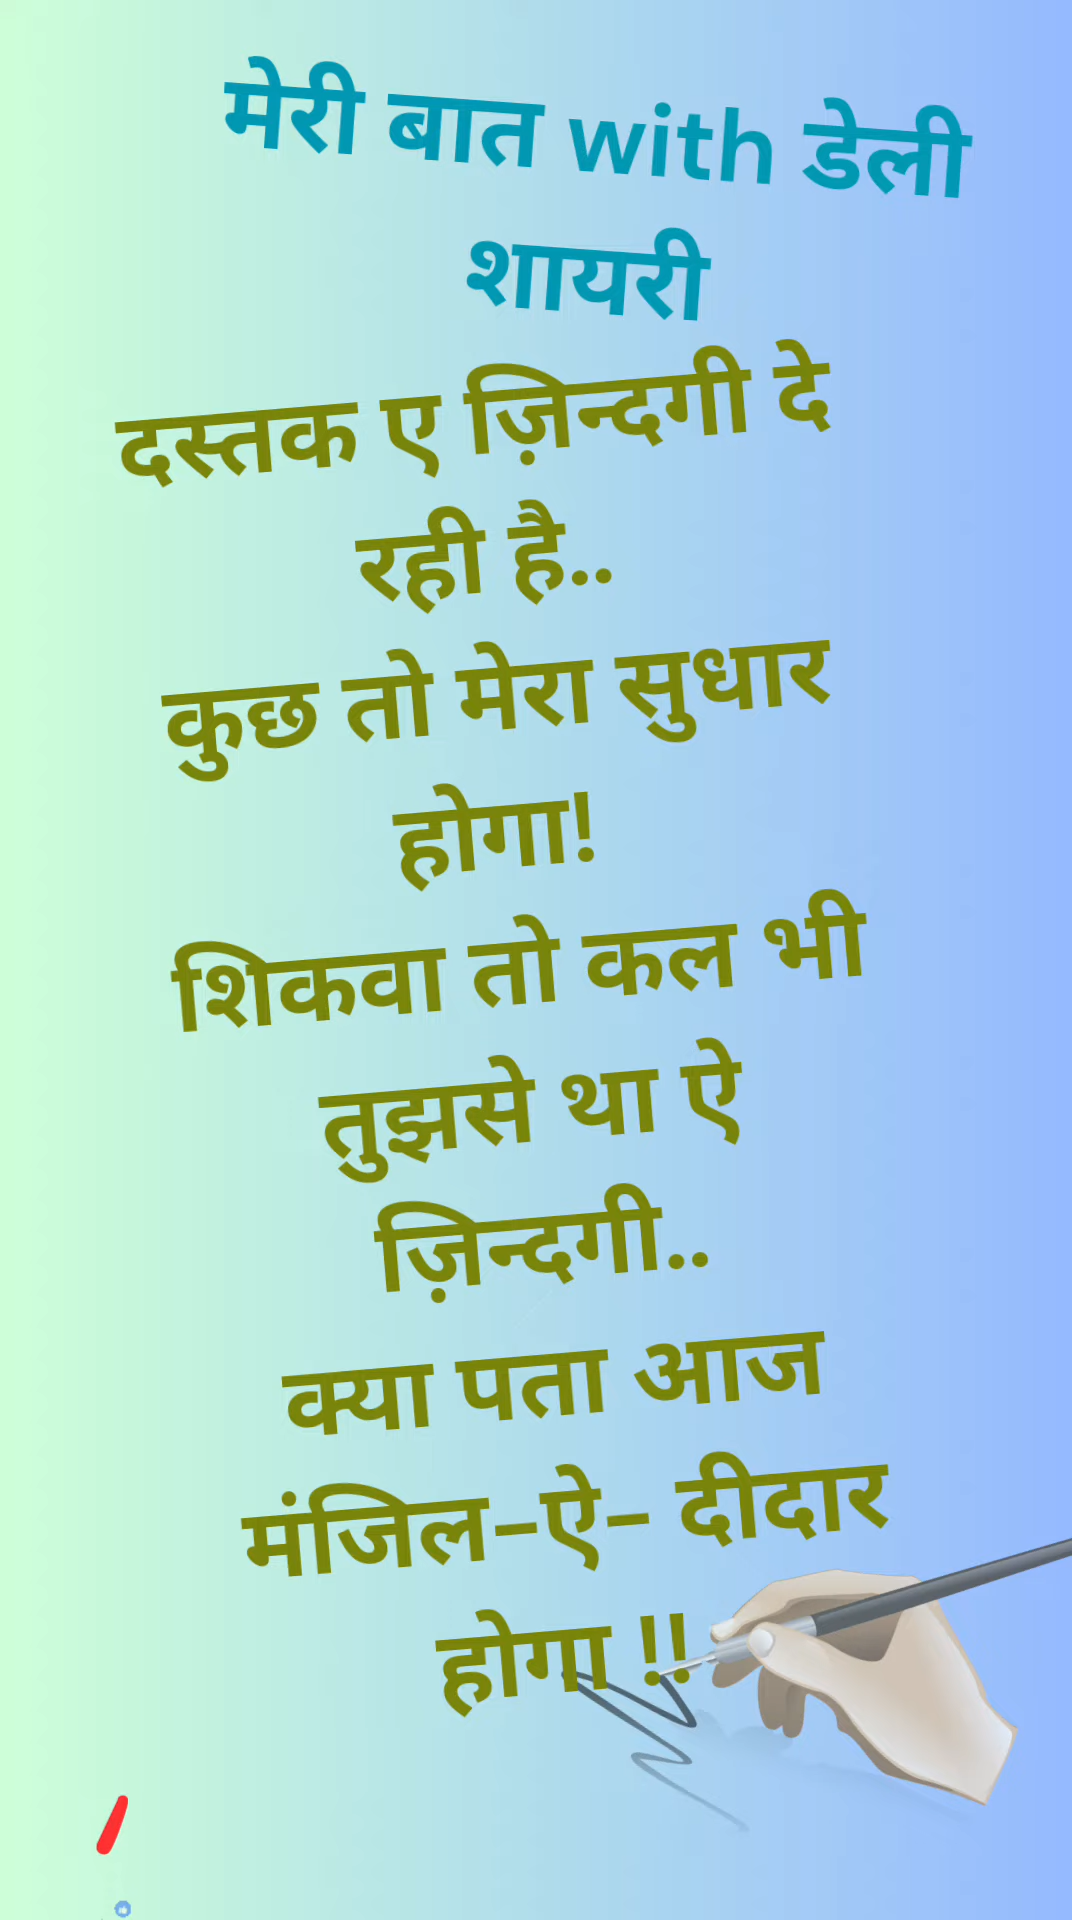 मेरी बात with डेली
शायरी
दस्तक ए ज़िन्दगी दे
रही है..
कुछ तो मेरा सुधार
होगा!
शिकवा तो कल भी
तुझसे था ऐ
ज़िन्दगी..
क्या पता आज
मंजिल–ऐ– दीदार
होगा !!